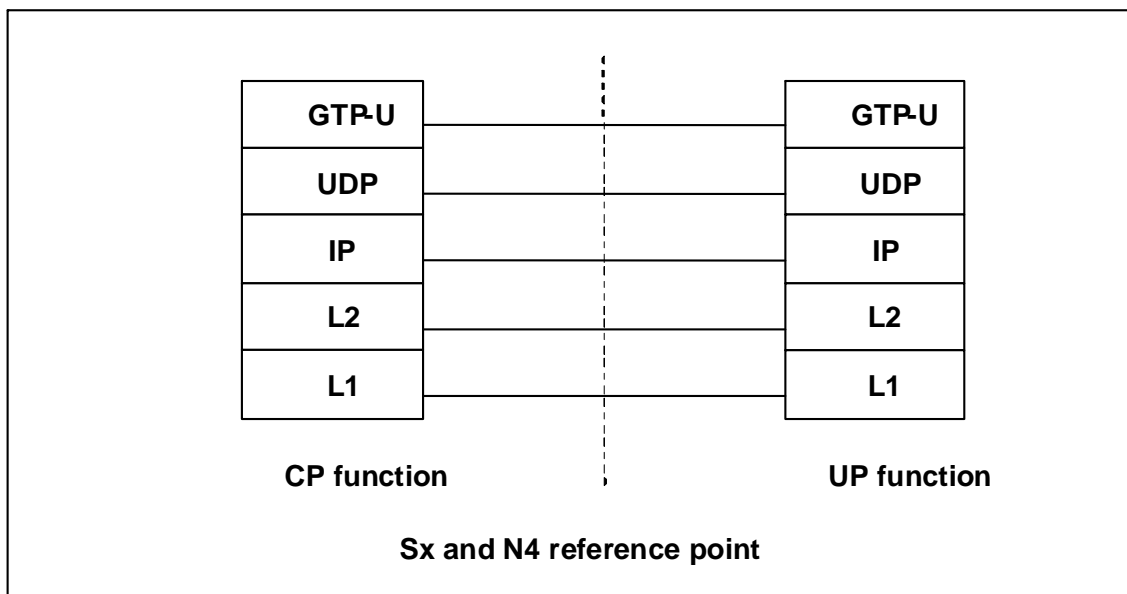 GTP-U
GTP-U
UDP
UDP
IP
IP
L2
L2
L1
L1
CP function
UP function
Sx and N4 reference point